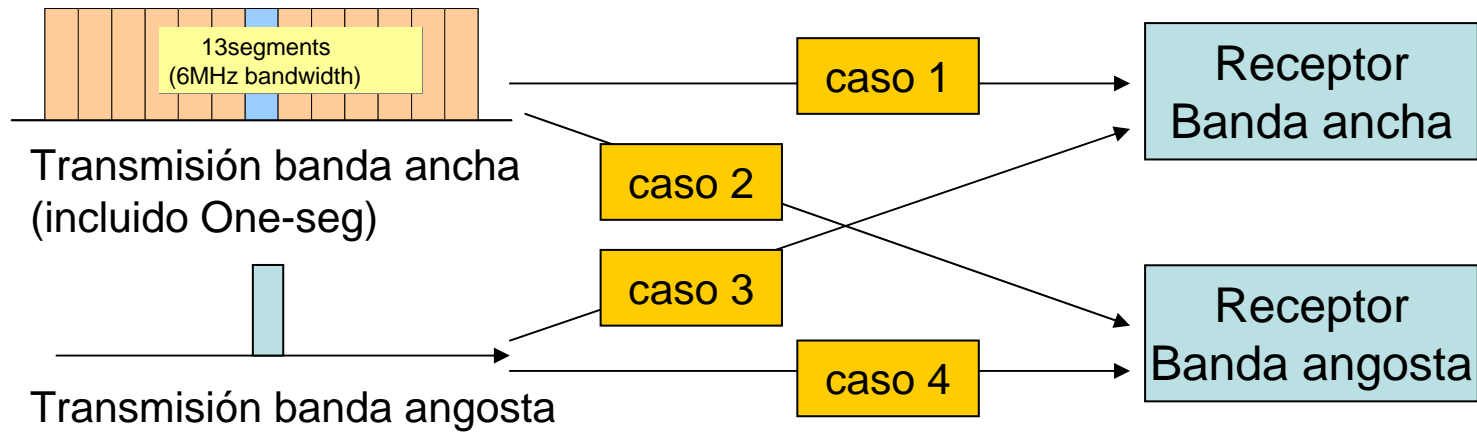 13segments
(6MHz bandwidth)
Transmisión banda ancha
(incluido One-seg)
caso 1
caso 2
caso 3
caso 4
Receptor
Banda ancha
Receptor
Banda angosta
Transmisión banda angosta